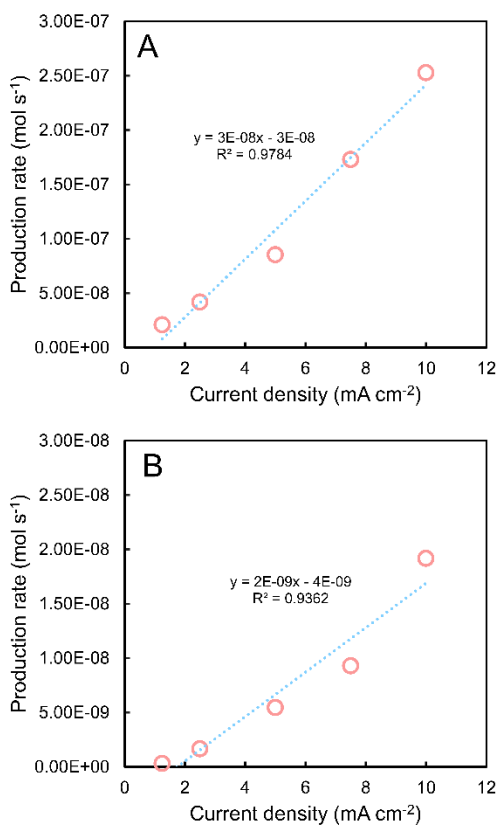 A
3.00E-07
2.50E-07
2.00E-07
1.50E-07
1.00E-07
5.00E-08
0.00E+00
Production rate (mol s⁻¹)
y = 3E-08x - 3E-08
R² = 0.9784
0 2 4 6 8 10 12
Current density (mA cm⁻²)
B
3.00E-08
2.50E-08
2.00E-08
1.50E-08
1.00E-08
5.00E-09
0.00E+00
Production rate (mol s⁻¹)
y = 2E-09x - 4E-09
R² = 0.9362
0 2 4 6 8 10 12
Current density (mA cm⁻²)